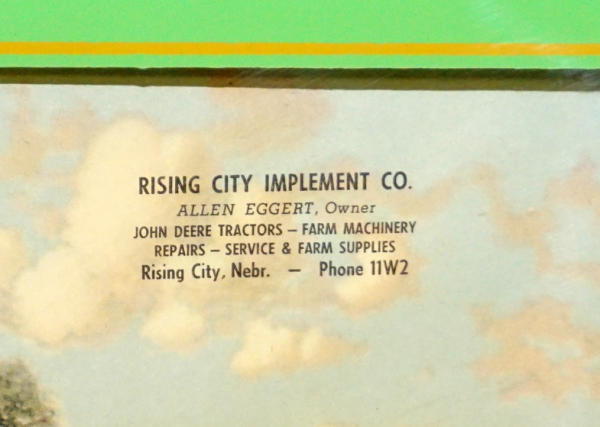 RISING CITY IMPLEMENT CO.
ALLEN EGGERT, Owner
JOHN DEERE TRACTORS – FARM MACHINERY
REPAIRS – SERVICE & FARM SUPPLIES
Rising City, Nebr. – Phone 11W2